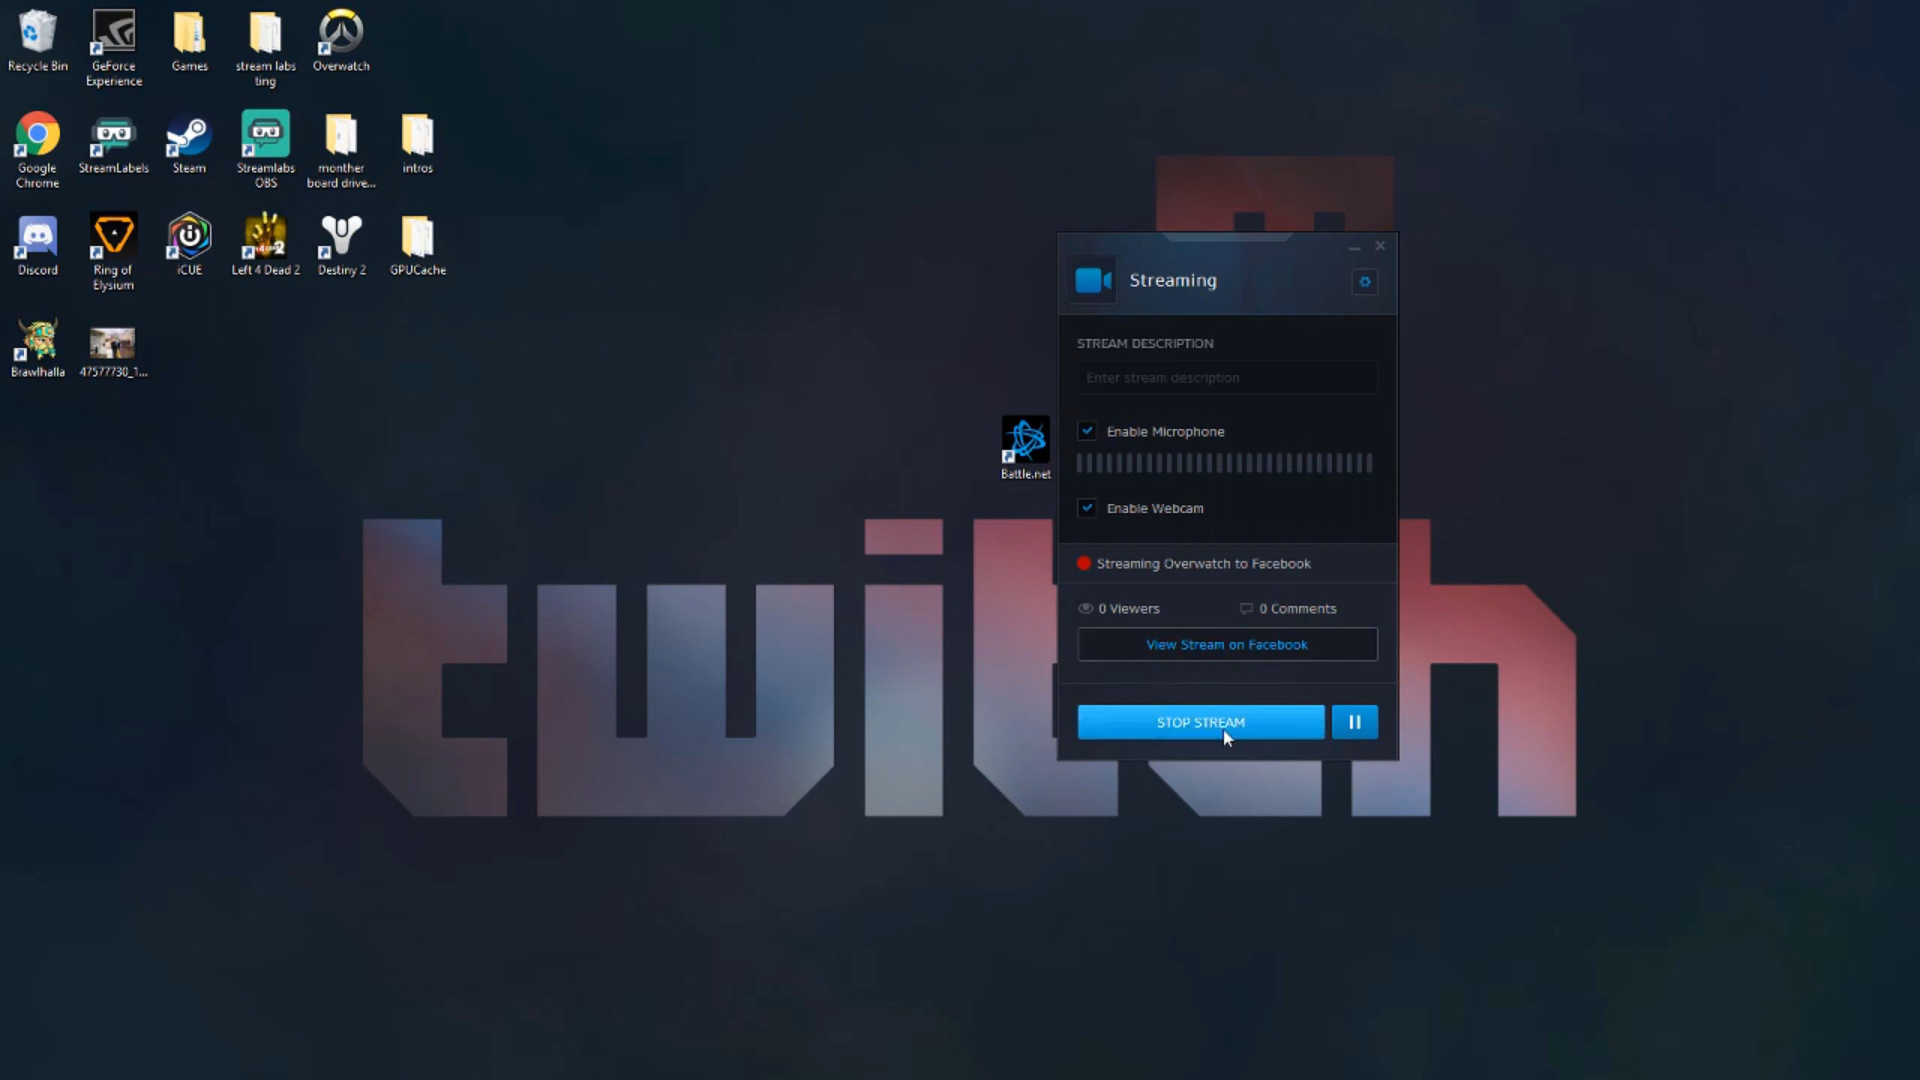 Recycle Bin
GeForce
Experience
Games
stream labs
ting
Overwatch
Google
Chrome
StreamLabels
Steam
Streamlabs
OBS
monther
board drive...
intros
Discord
Ring of
Elysium
iCUE
Left 4 Dead 2
Destiny 2
GPUCache
Brawlhalla
47577730_1...
Battle.net
twitch
Streaming
STREAM DESCRIPTION
Enter stream description
Enable Microphone
Enable Webcam
Streaming Overwatch to Facebook
0 Viewers
0 Comments
View Stream on Facebook
STOP STREAM